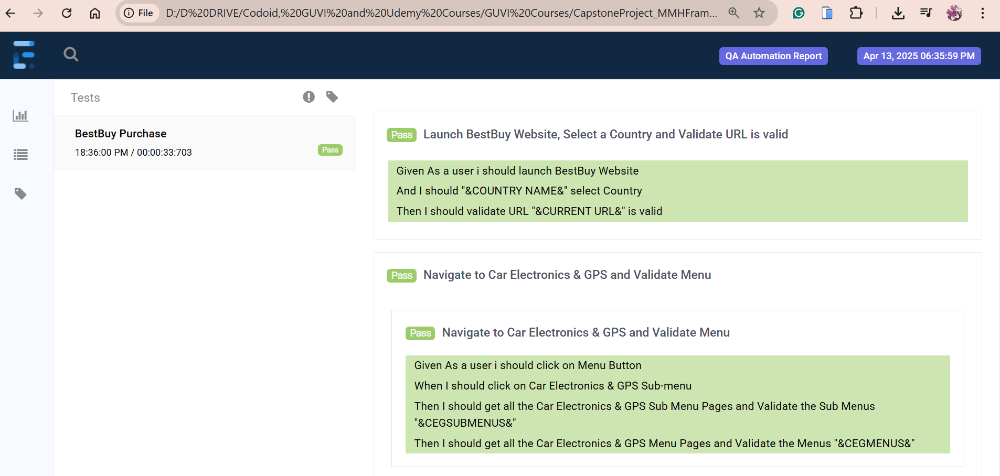 File
D:/D%20DRIVE/Codoid,%20GUVI%20and%20Udemy%20Courses/GUVI%20Courses/CapstoneProject_MMHFram...
QA Automation Report
Apr 13, 2025 06:35:59 PM
Tests
BestBuy Purchase
18:36:00 PM / 00:00:33:703
Pass
Pass Launch BestBuy Website, Select a Country and Validate URL is valid
Given As a user i should launch BestBuy Website
And I should "&COUNTRY NAME&" select Country
Then I should validate URL "&CURRENT URL&" is valid
Pass Navigate to Car Electronics & GPS and Validate Menu
Pass Navigate to Car Electronics & GPS and Validate Menu
Given As a user i should click on Menu Button
When I should click on Car Electronics & GPS Sub-menu
Then I should get all the Car Electronics & GPS Sub Menu Pages and Validate the Sub Menus
"&CEGSUBMENUS&"
Then I should get all the Car Electronics & GPS Menu Pages and Validate the Menus "&CEGMENUS&"